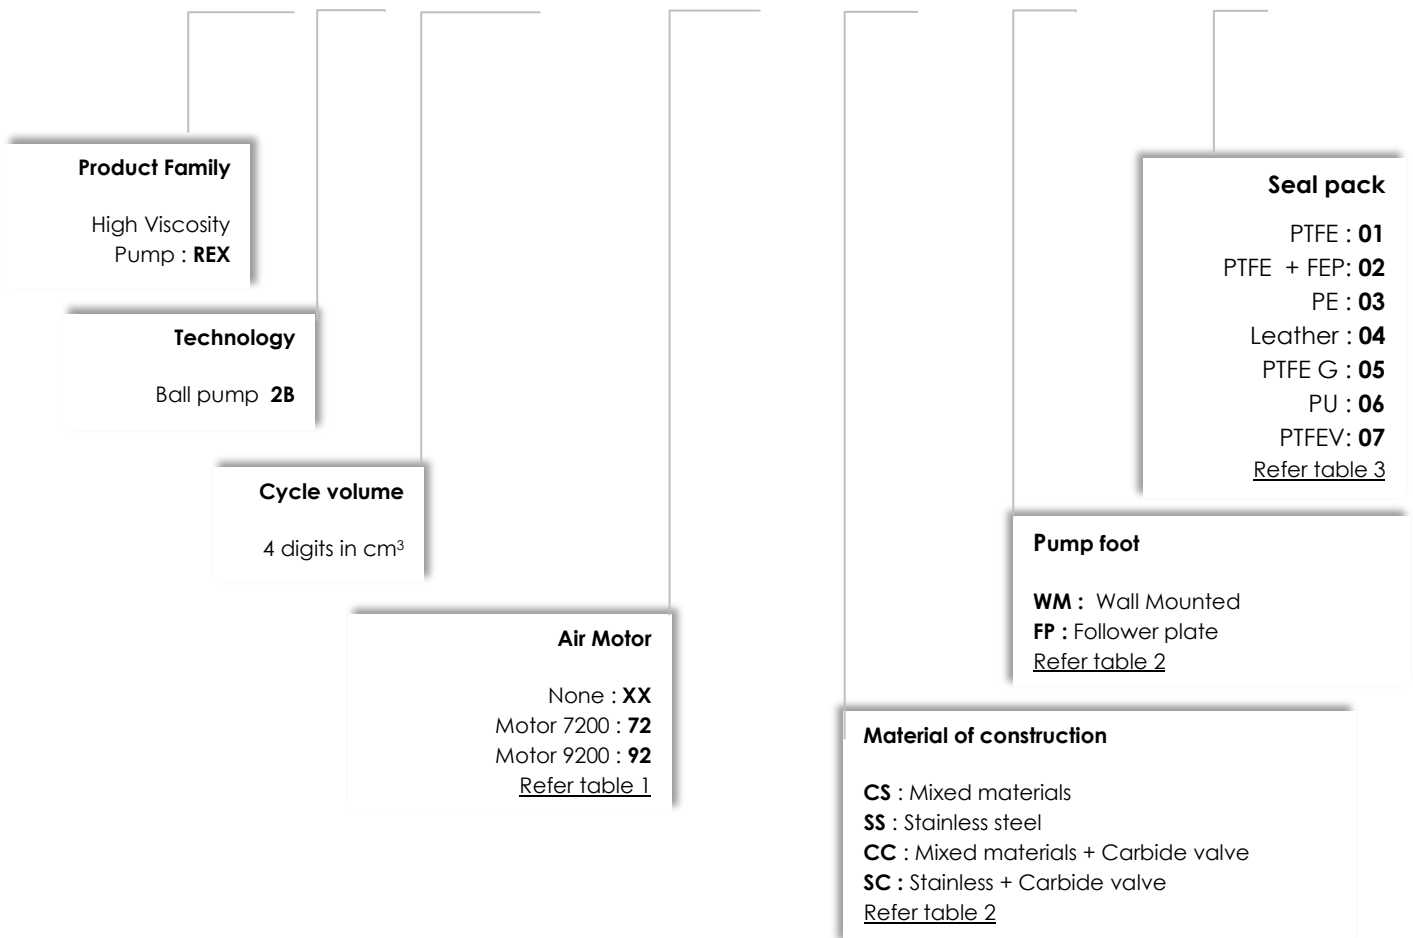 Product Family
High Viscosity
Pump : REX
Technology
Ball pump 2B
Cycle volume
4 digits in cm³
Air Motor
None : XX
Motor 7200 : 72
Motor 9200 : 92
Refer table 1
Material of construction
CS : Mixed materials
SS : Stainless steel
CC : Mixed materials + Carbide valve
SC : Stainless + Carbide valve
Refer table 2
Pump foot
WM : Wall Mounted
FP : Follower plate
Refer table 2
Seal pack
PTFE : 01
PTFE + FEP: 02
PE : 03
Leather : 04
PTFE G : 05
PU : 06
PTFEV: 07
Refer table 3